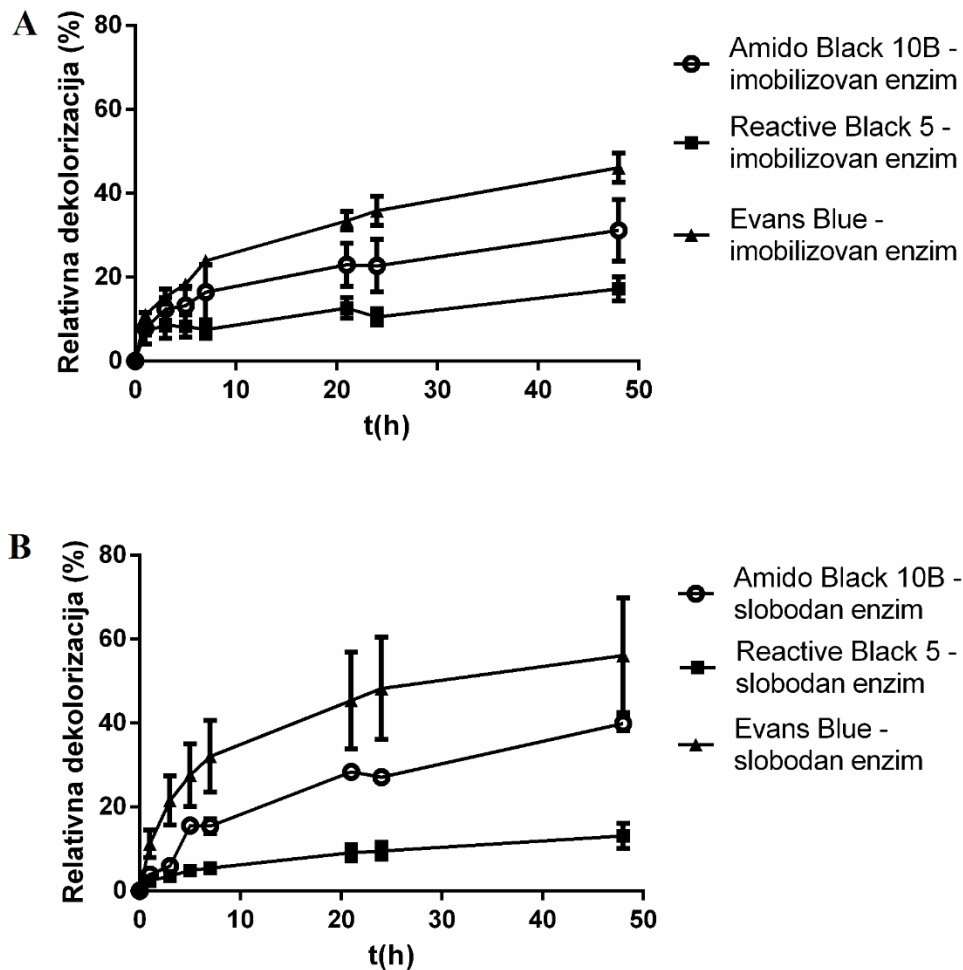 A
Relativna dekolorizacija (%)
80
60
40
20
0
0 10 20 30 40 50
t(h)
Amido Black 10B -
imobilizovan enzim
Reactive Black 5 -
imobilizovan enzim
Evans Blue -
imobilizovan enzim
B
Relativna dekolorizacija (%)
80
60
40
20
0
0 10 20 30 40 50
t(h)
Amido Black 10B -
slobodan enzim
Reactive Black 5 -
slobodan enzim
Evans Blue -
slobodan enzim